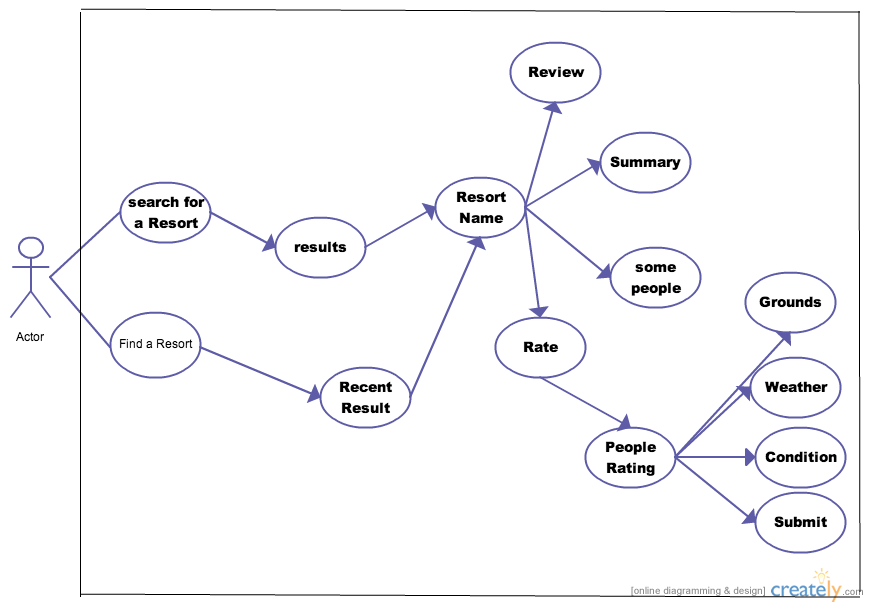 Review
Summary
search for
a Resort
Resort
Name
results
some
people
Grounds
Actor
Find a Resort
Rate
Recent
Result
Weather
People
Rating
Condition
Submit
[online diagramming & design] creately.com